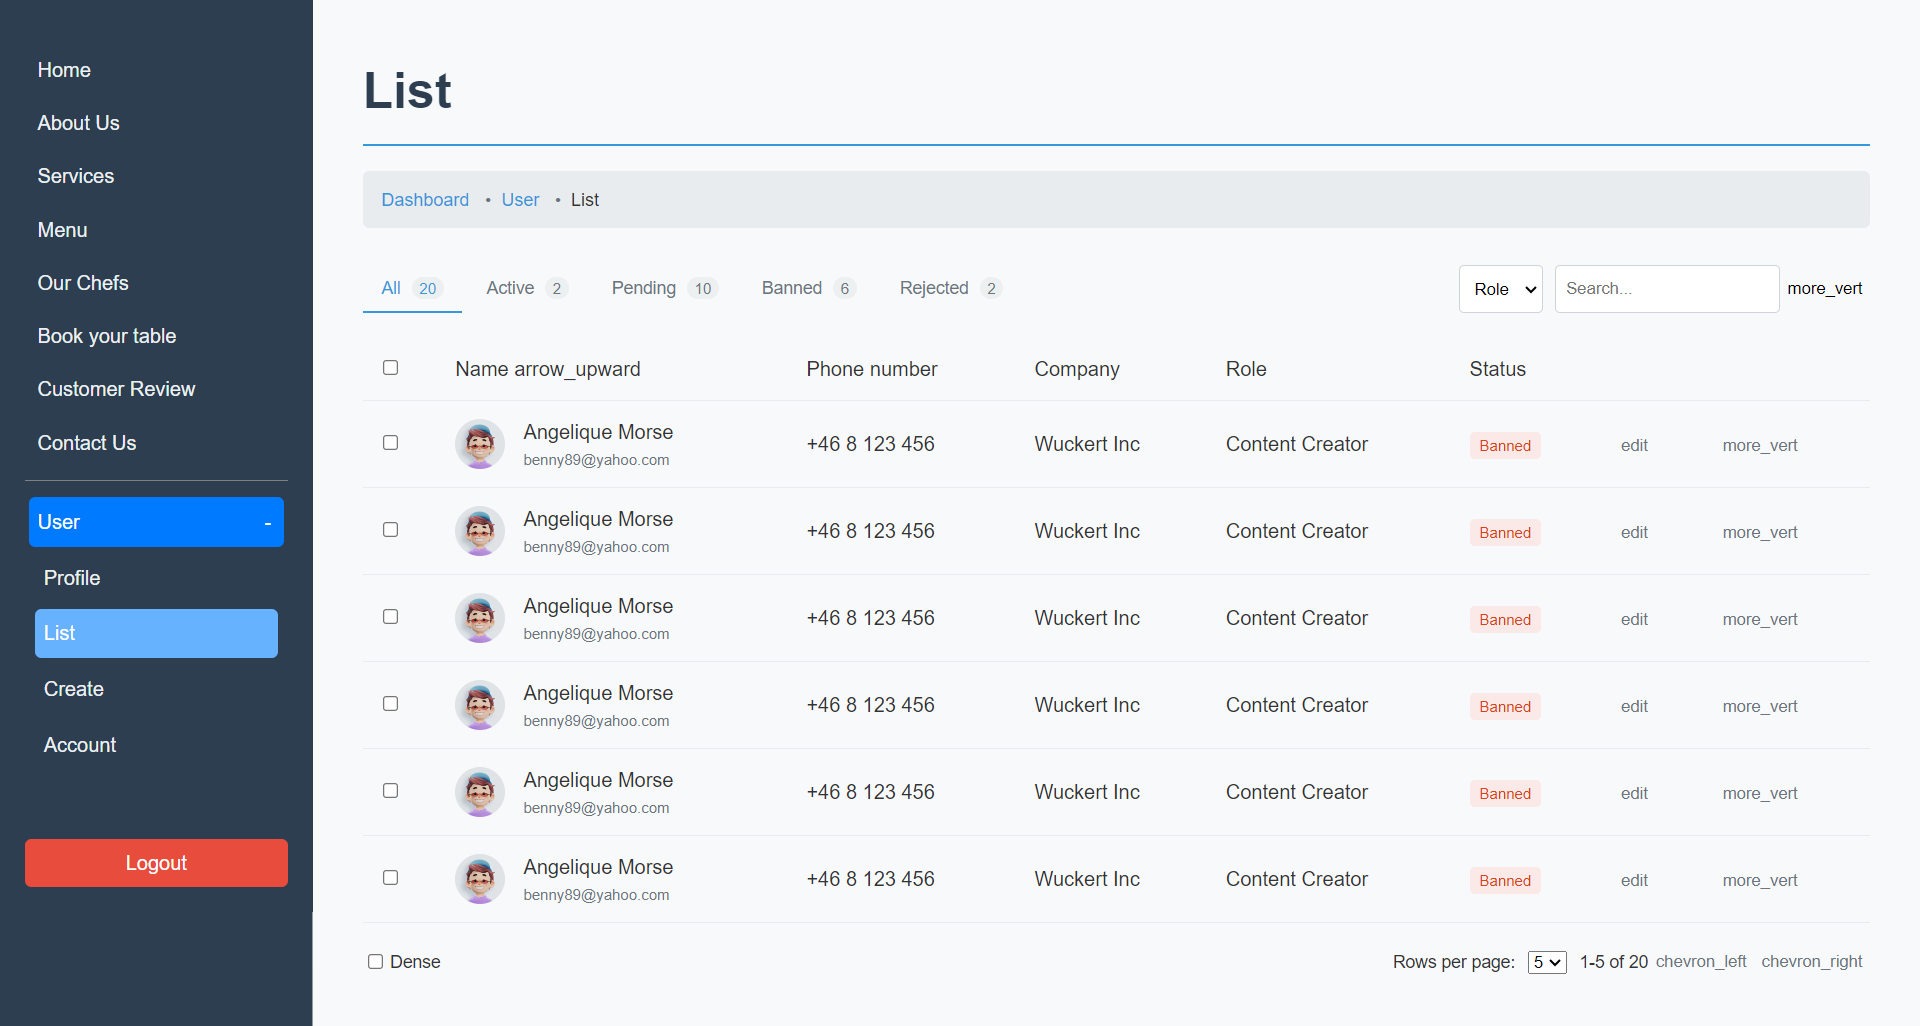 Home
About Us
Services
Menu
Our Chefs
Book your table
Customer Review
Contact Us
User -
Profile
List
Create
Account
Logout
List
Dashboard • User • List
All 20 Active 2 Pending 10 Banned 6 Rejected 2 Role Search... more_vert
Name arrow_upward Phone number Company Role Status
Angelique Morse
benny89@yahoo.com
+46 8 123 456 Wuckert Inc Content Creator Banned edit more_vert
Angelique Morse
benny89@yahoo.com
+46 8 123 456 Wuckert Inc Content Creator Banned edit more_vert
Angelique Morse
benny89@yahoo.com
+46 8 123 456 Wuckert Inc Content Creator Banned edit more_vert
Angelique Morse
benny89@yahoo.com
+46 8 123 456 Wuckert Inc Content Creator Banned edit more_vert
Angelique Morse
benny89@yahoo.com
+46 8 123 456 Wuckert Inc Content Creator Banned edit more_vert
Angelique Morse
benny89@yahoo.com
+46 8 123 456 Wuckert Inc Content Creator Banned edit more_vert
Dense Rows per page: 5 1-5 of 20 chevron_left chevron_right